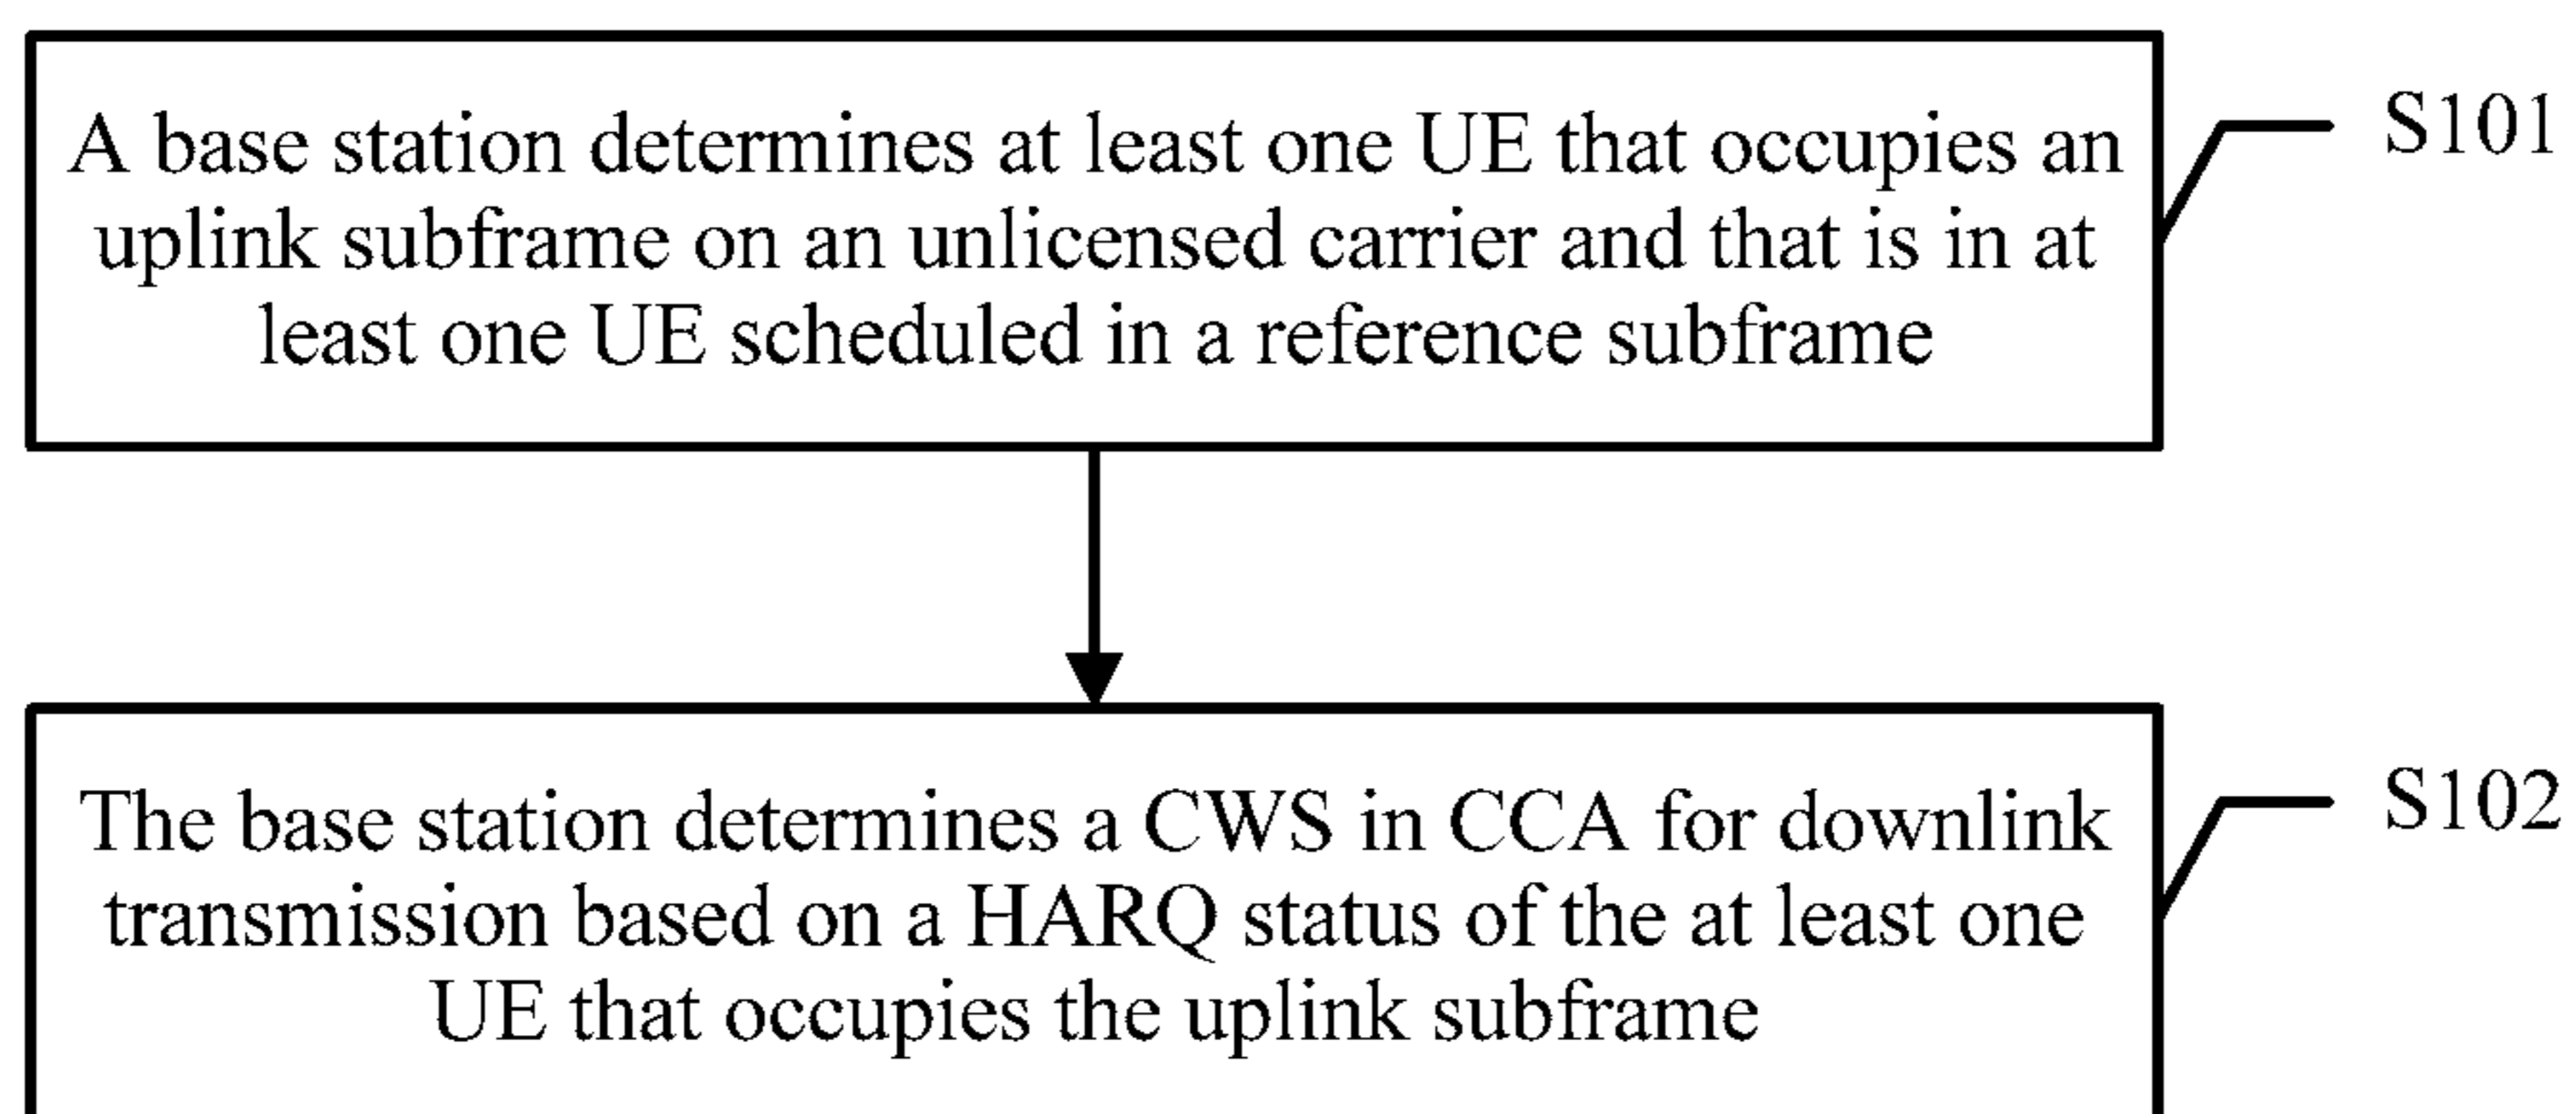 A base station determines at least one UE that occupies an
uplink subframe on an unlicensed carrier and that is in at
least one UE scheduled in a reference subframe
S101
The base station determines a CWS in CCA for downlink
transmission based on a HARQ status of the at least one
UE that occupies the uplink subframe
S102